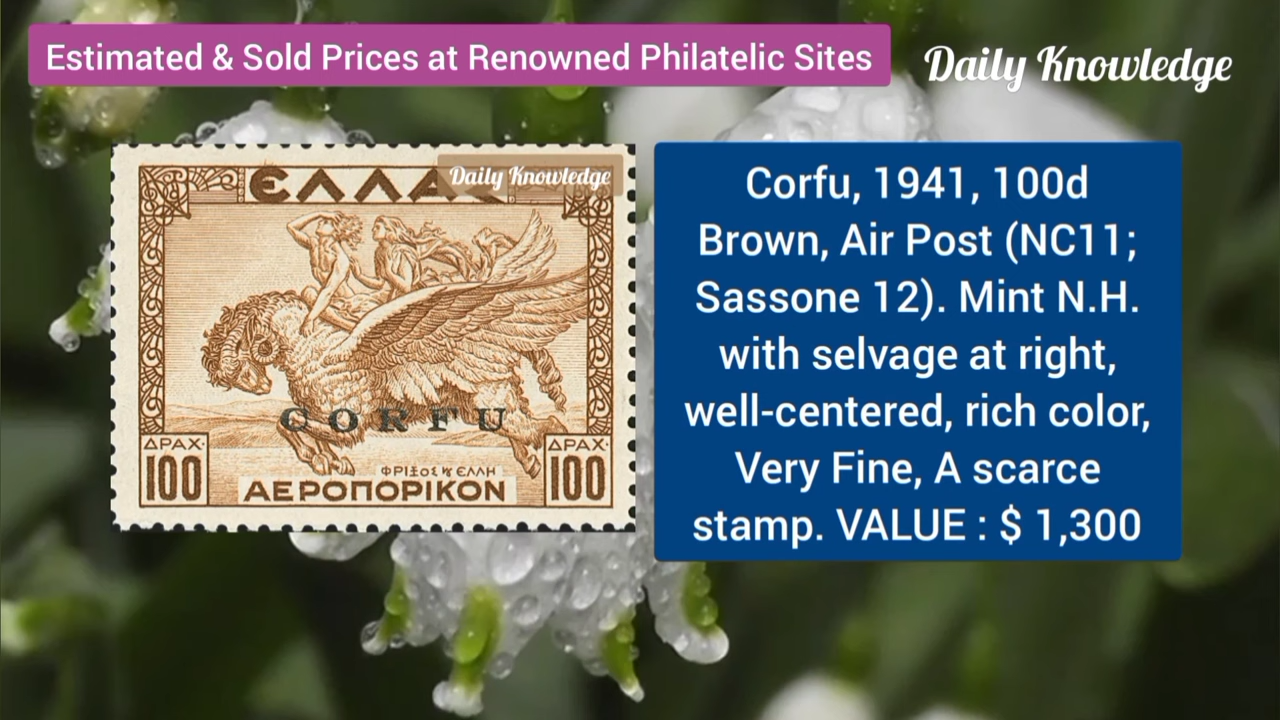 Estimated & Sold Prices at Renowned Philatelic Sites
Daily Knowledge
Daily Knowledge
ΕΛΛΑ
CORFU
ΔΡΑΧ.
100
ΦΡΙΞΟΣ Κ ΕΛΛΗ
ΑΕΡΟΠΟΡΙΚΟΝ
ΔΡΑΧ.
100
Corfu, 1941, 100d
Brown, Air Post (NC11;
Sassone 12). Mint N.H.
with selvage at right,
well-centered, rich color,
Very Fine, A scarce
stamp. VALUE : $ 1,300